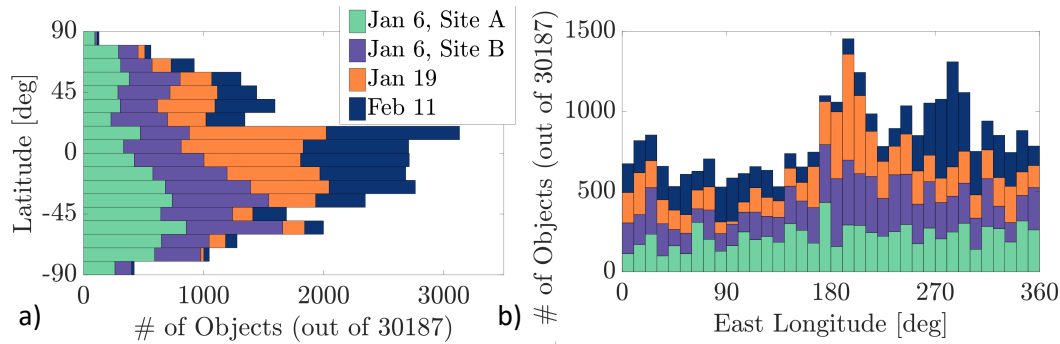 Jan 6, Site A
Jan 6, Site B
Jan 19
Feb 11
90
45
0
-45
-90
Latitude [deg]
0
1000
2000
3000
# of Objects (out of 30187)
a)
1500
1000
500
0
# of Objects (out of 30187)
0
90
180
270
360
East Longitude [deg]
b)